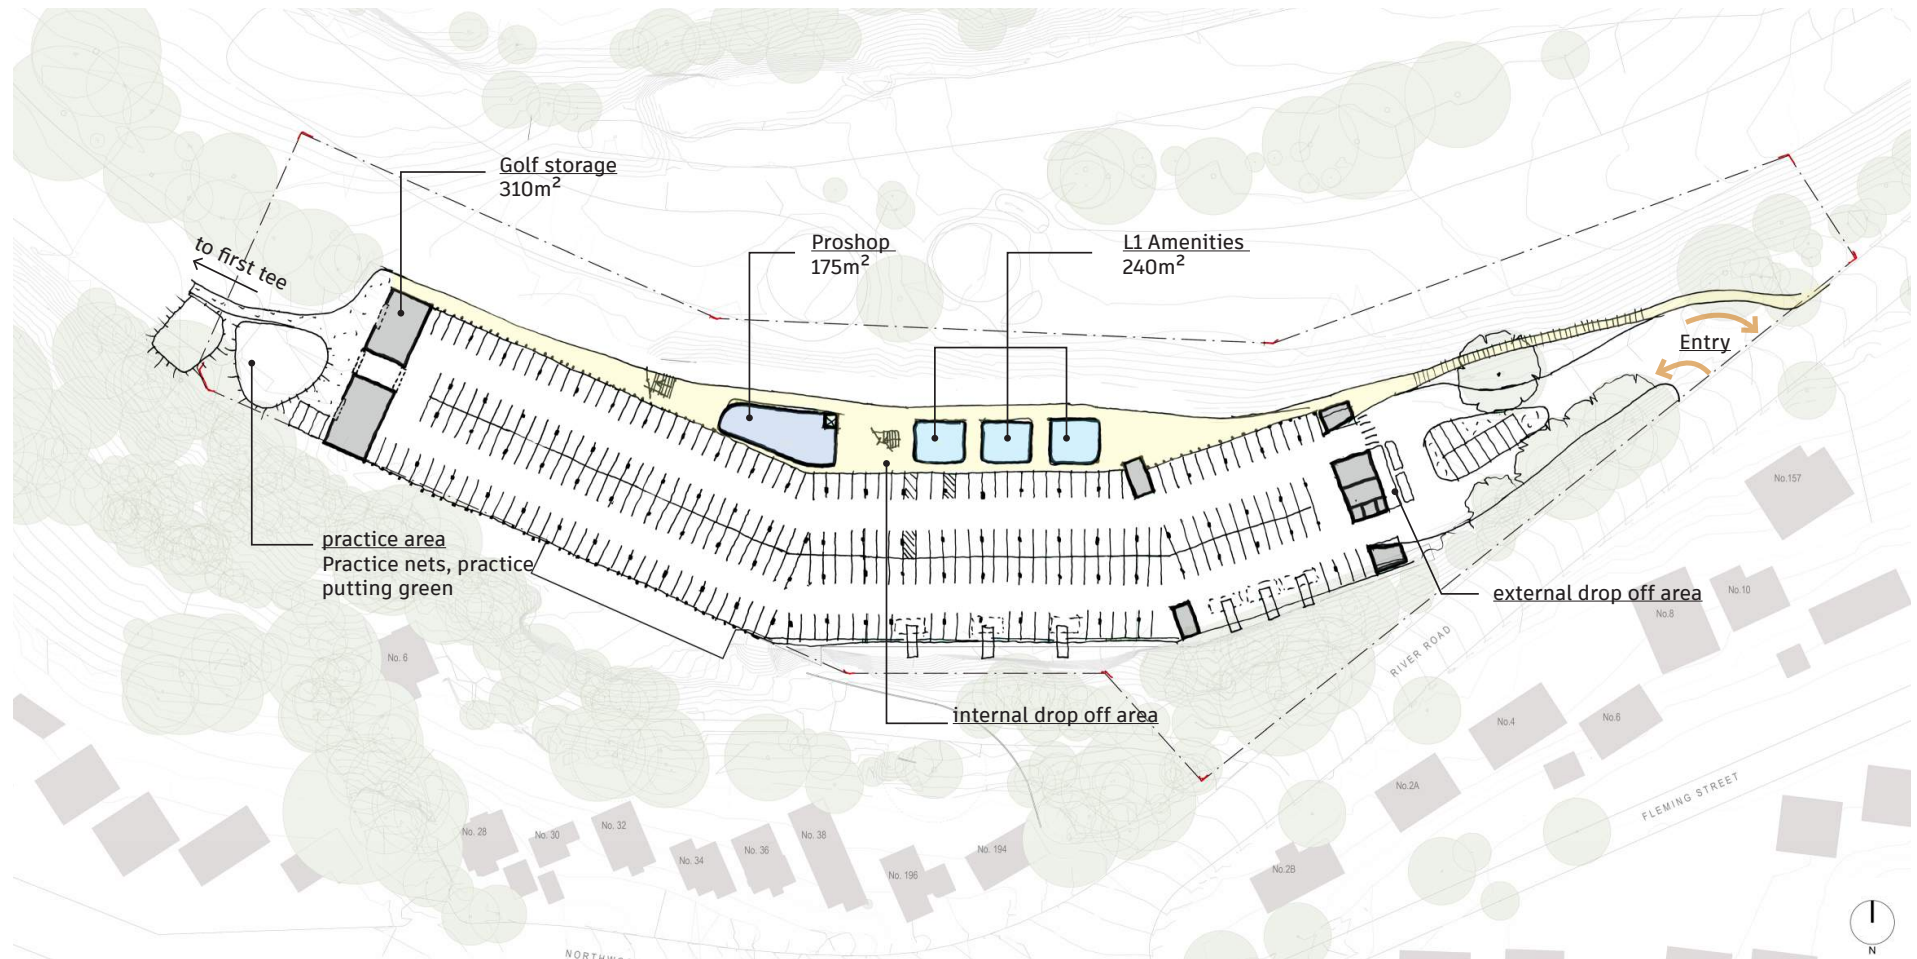 Golf storage
310m²
Proshop
175m²
L1 Amenities
240m²
to first tee
Entry
practice area
Practice nets, practice
putting green
external drop off area
internal drop off area
No.157
No.10
No.8
No. 6
RIVER ROAD
No.4
No.6
No.2A
FLEMING STREET
No. 28
No. 30
No. 32
No. 34
No. 36
No. 38
No. 196
No. 194
No.2B
N